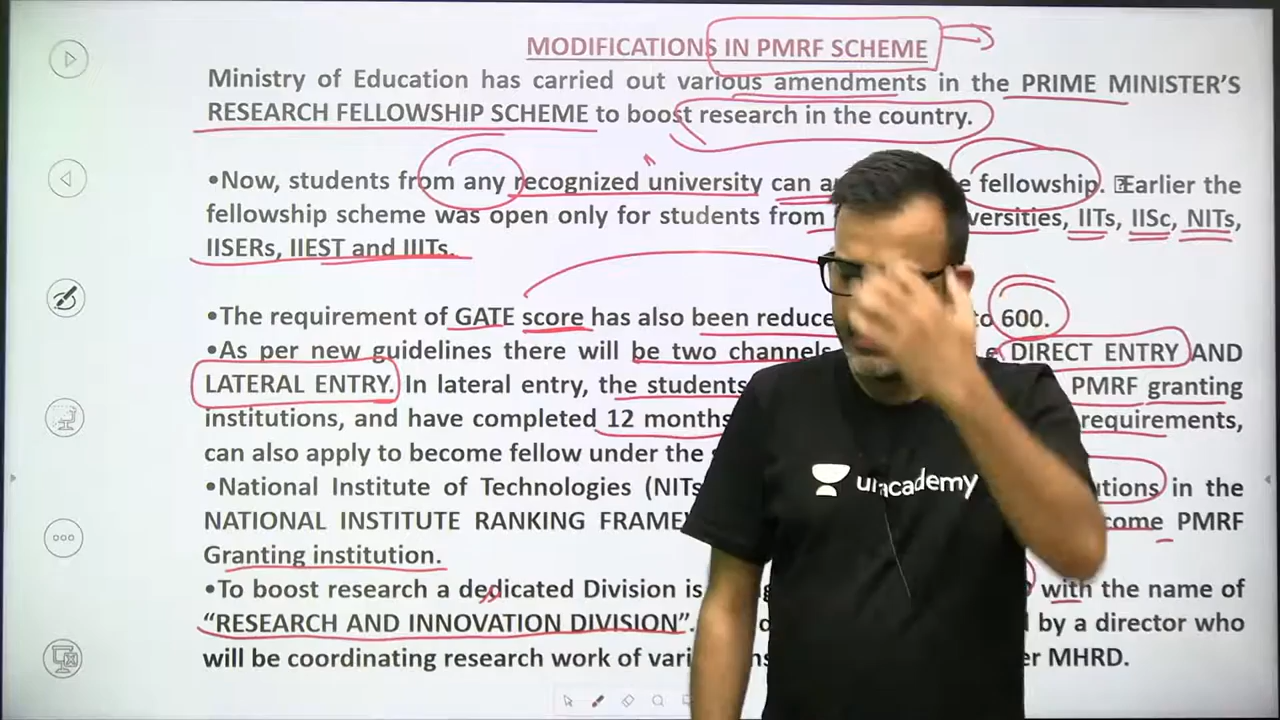 MODIFICATIONS IN PMRF SCHEME
Ministry of Education has carried out various amendments in the PRIME MINISTER'S
RESEARCH FELLOWSHIP SCHEME to boost research in the country.
•Now, students from any recognized university can fellowship. Earlier the
fellowship scheme was open only for students from IITs, IISc, NITs,
IISERs, IIEST and IIITs.
•The requirement of GATE score has also been to 600.
•As per new guidelines there will be two channels DIRECT ENTRY AND
LATERAL ENTRY. In lateral entry, the students PMRF granting
institutions, and have completed 12 months requirements,
can also apply to become fellow under the
•National Institute of Technologies (NITs in the
NATIONAL INSTITUTE RANKING PMRF
Granting institution.
•To boost research a dedicated Division is with the name of
“RESEARCH AND INNOVATION DIVISION”. by a director who
will be coordinating research work of MHRD.
unacademy